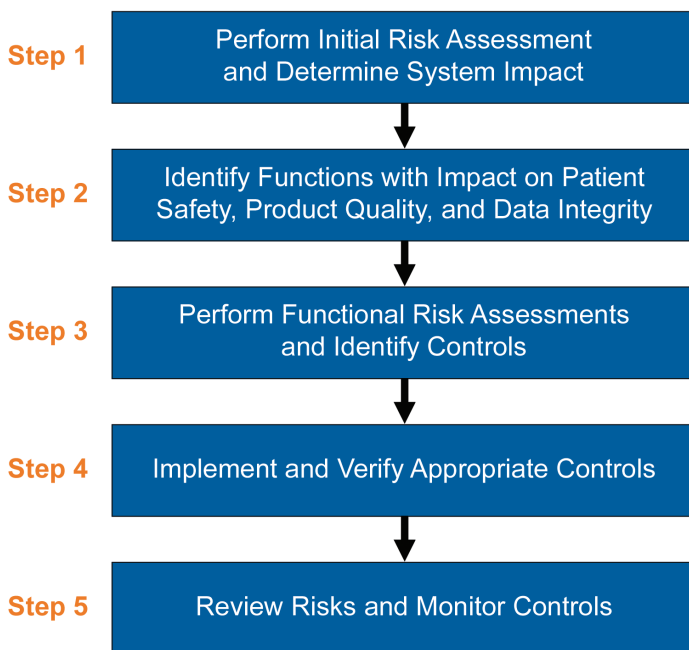 Step 1
Perform Initial Risk Assessment
and Determine System Impact
Step 2
Identify Functions with Impact on Patient
Safety, Product Quality, and Data Integrity
Step 3
Perform Functional Risk Assessments
and Identify Controls
Step 4
Implement and Verify Appropriate Controls
Step 5
Review Risks and Monitor Controls